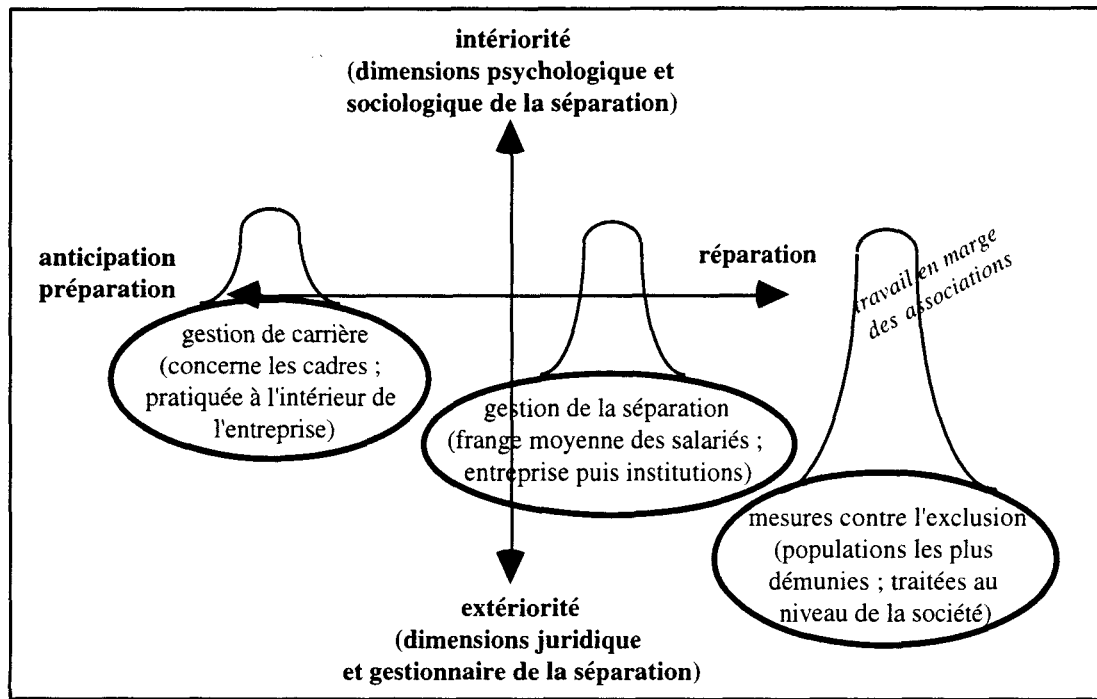 intériorité
(dimensions psychologique et
sociologique de la séparation)
anticipation
préparation
réparation
travail en marge
des associations
gestion de carrière
(concerne les cadres ;
pratiquée à l'intérieur de
l'entreprise)
gestion de la séparation
(frange moyenne des salariés ;
entreprise puis institutions)
mesures contre l'exclusion
(populations les plus
démunies ; traitées au
niveau de la société)
extériorité
(dimensions juridique
et gestionnaire de la séparation)